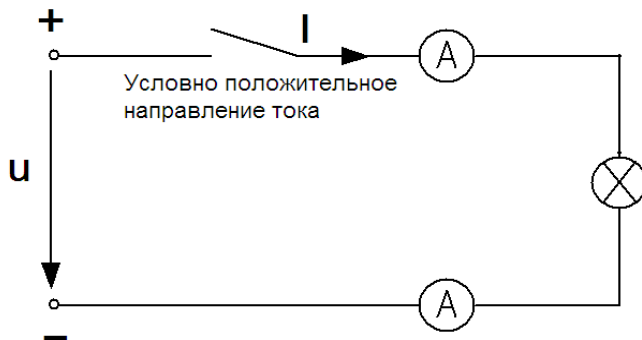 +
I
A
Условно положительное
направление тока
u
A
–